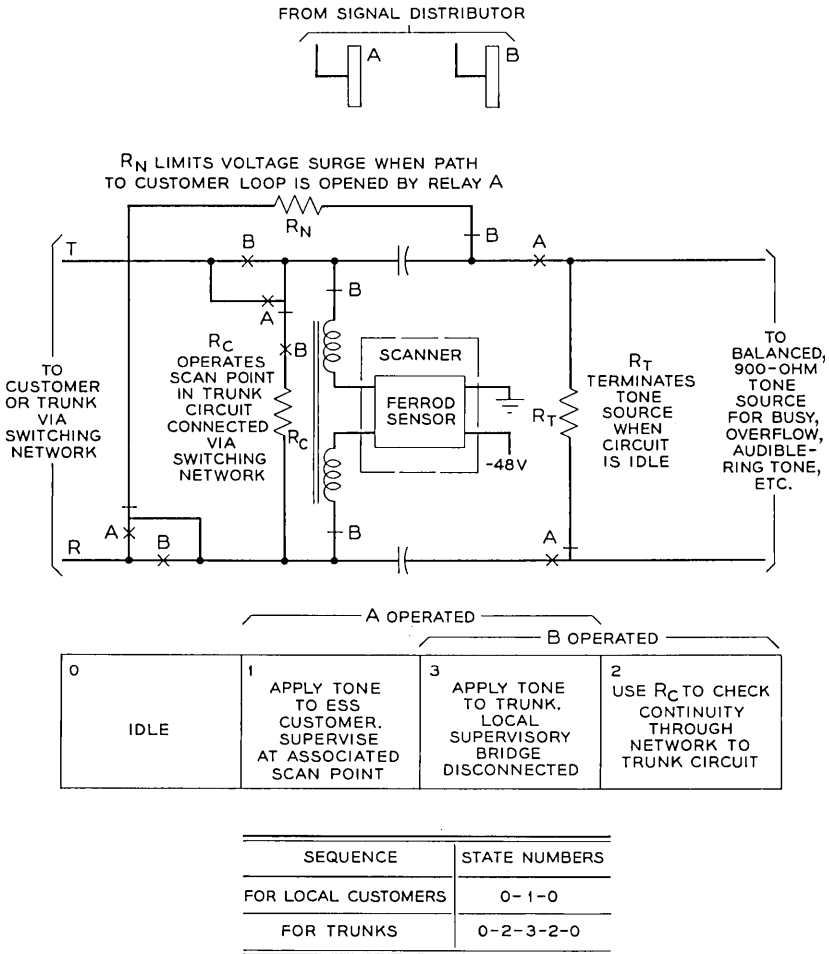 FROM SIGNAL DISTRIBUTOR
A
B
R_N LIMITS VOLTAGE SURGE WHEN PATH
TO CUSTOMER LOOP IS OPENED BY RELAY A
R_N
B
A
T
B
B
A
B
R_C
OPERATES
SCAN POINT
IN TRUNK
CIRCUIT
CONNECTED
VIA
SWITCHING
NETWORK
R_C
SCANNER
FERROD
SENSOR
-48V
R_T
TERMINATES
TONE
SOURCE
WHEN
CIRCUIT
IS IDLE
R_T
TO
CUSTOMER
OR TRUNK
VIA
SWITCHING
NETWORK
TO
BALANCED,
900-OHM
TONE
SOURCE
FOR BUSY,
OVERFLOW,
AUDIBLE-
RING TONE,
ETC.
A
R
B
B
A
A OPERATED
B OPERATED
0
IDLE
1
APPLY TONE
TO ESS
CUSTOMER.
SUPERVISE
AT ASSOCIATED
SCAN POINT
3
APPLY TONE
TO TRUNK.
LOCAL
SUPERVISORY
BRIDGE
DISCONNECTED
2
USE R_C TO CHECK
CONTINUITY
THROUGH
NETWORK TO
TRUNK CIRCUIT
SEQUENCE STATE NUMBERS
FOR LOCAL CUSTOMERS 0-1-0
FOR TRUNKS 0-2-3-2-0